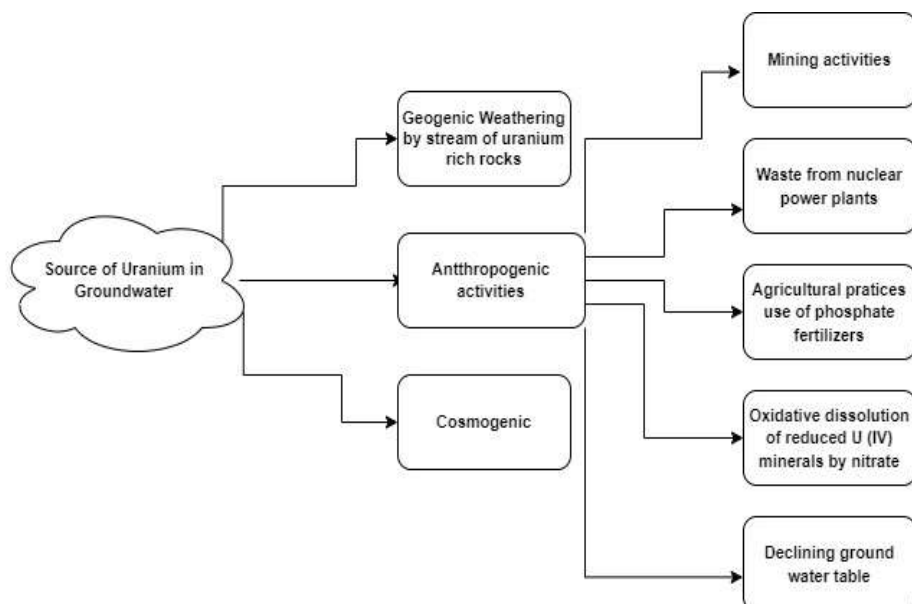 Source of Uranium in
Groundwater
Geogenic Weathering
by stream of uranium
rich rocks
Antthropogenic
activities
Cosmogenic
Mining activities
Waste from nuclear
power plants
Agricultural pratices
use of phosphate
fertilizers
Oxidative dissolution
of reduced U (IV)
minerals by nitrate
Declining ground
water table